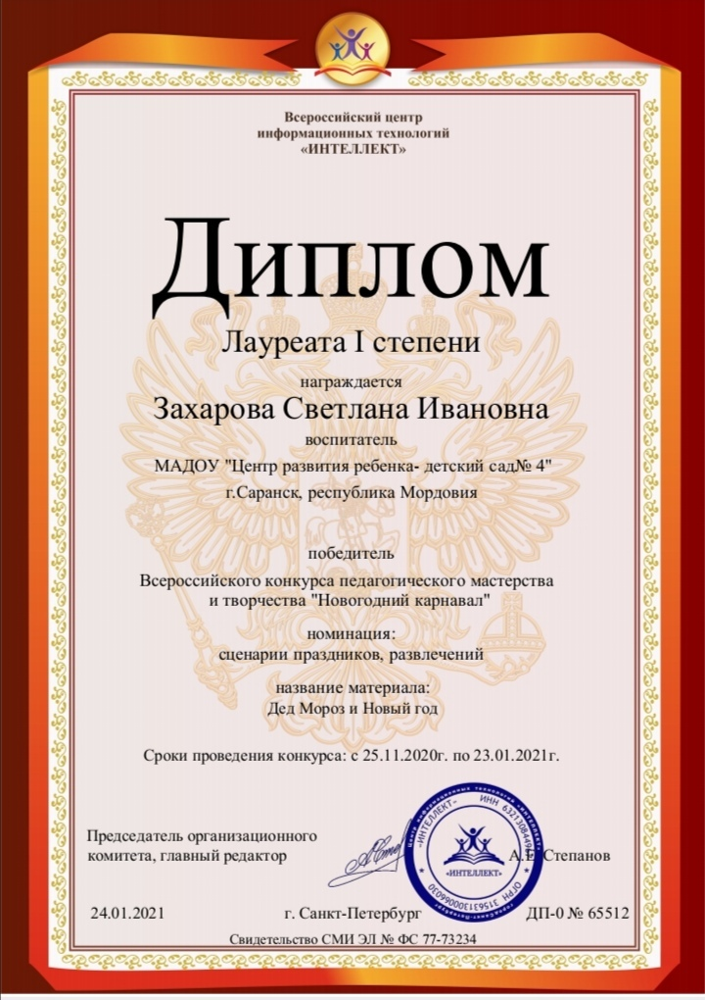 Всероссийский центр
информационных технологий
«ИНТЕЛЛЕКТ»
Диплом
Лауреата I степени
награждается
Захарова Светлана Ивановна
воспитатель
МАДОУ "Центр развития ребенка- детский сад№ 4"
г.Саранск, республика Мордовия
победитель
Всероссийского конкурса педагогического мастерства
и творчества "Новогодний карнавал"
номинация:
сценарии праздников, развлечений
название материала:
Дед Мороз и Новый год
Сроки проведения конкурса: с 25.11.2020г. по 23.01.2021г.
Председатель организационного
комитета, главный редактор
Степанов
«ИНТЕЛЛЕКТ»
ИНН
ОГРН 315631300066030
«ИНТЕЛЛЕКТ»
24.01.2021
г. Санкт-Петербург
ДП-0 № 65512
Свидетельство СМИ ЭЛ № ФС 77-73234